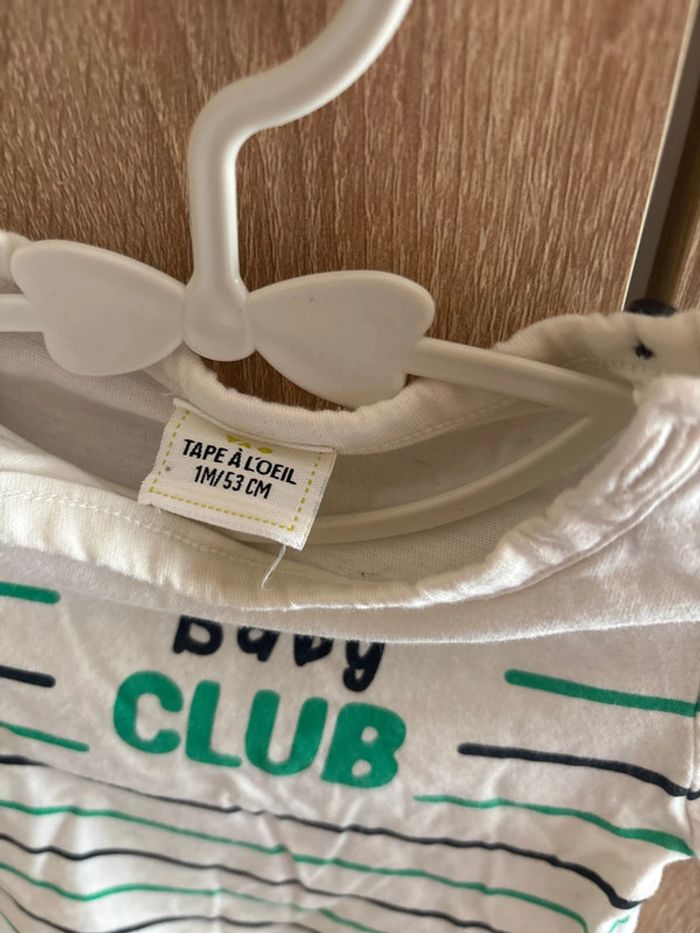 TAPE À L'OEIL
1M/53 CM
Baby
CLUB